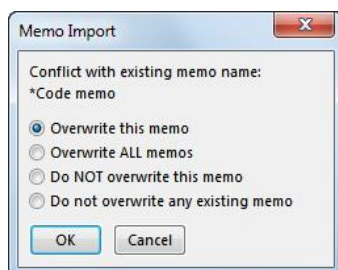 Memo Import
Conflict with existing memo name:
*Code memo
Overwrite this memo
Overwrite ALL memos
Do NOT overwrite this memo
Do not overwrite any existing memo
OK Cancel